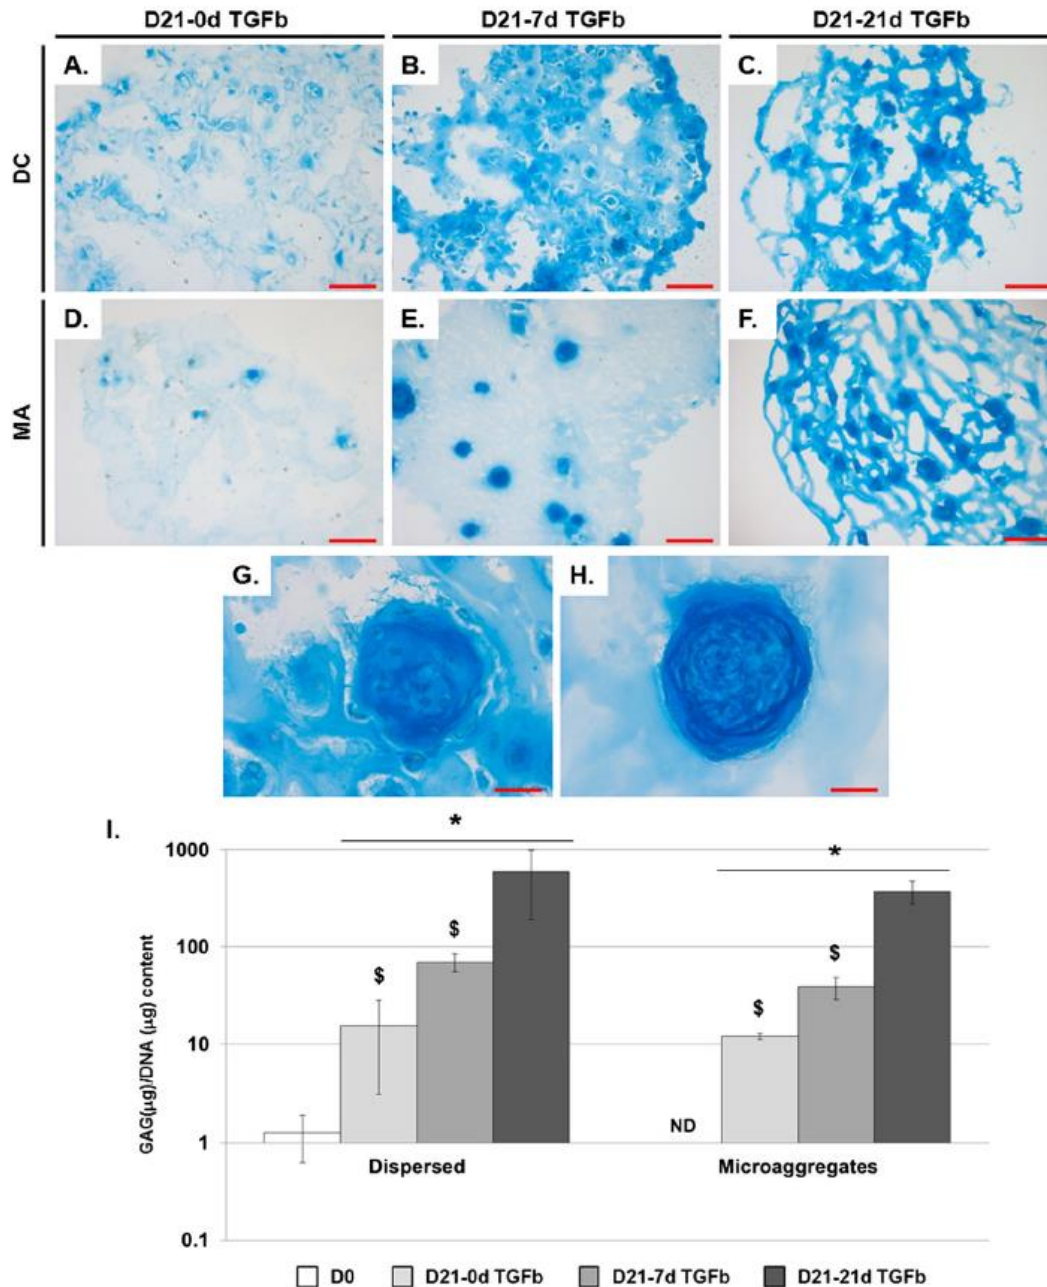 D21-0d TGFb D21-7d TGFb D21-21d TGFb
A. B. C.
DC
D. E. F.
MA
G. H.
I.
* *
1000
100
10
1
0.1
GAG(µg)/DNA (µg) content
$ $ $ $
ND
Dispersed Microaggregates
D0 D21-0d TGFb D21-7d TGFb D21-21d TGFb